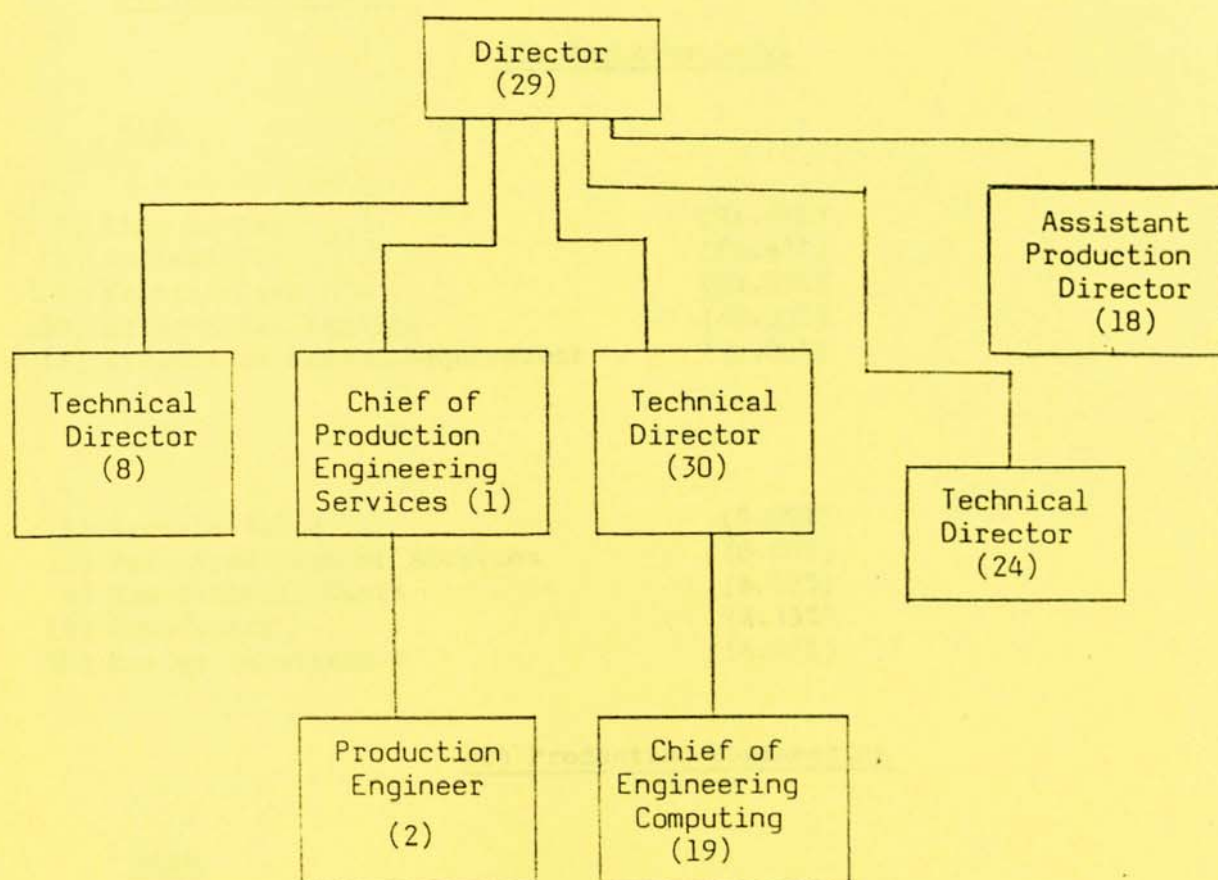 Director
(29)
Assistant
Production
Director
(18)
Technical
Director
(8)
Chief of
Production
Engineering
Services (1)
Technical
Director
(30)
Technical
Director
(24)
Production
Engineer
(2)
Chief of
Engineering
Computing
(19)